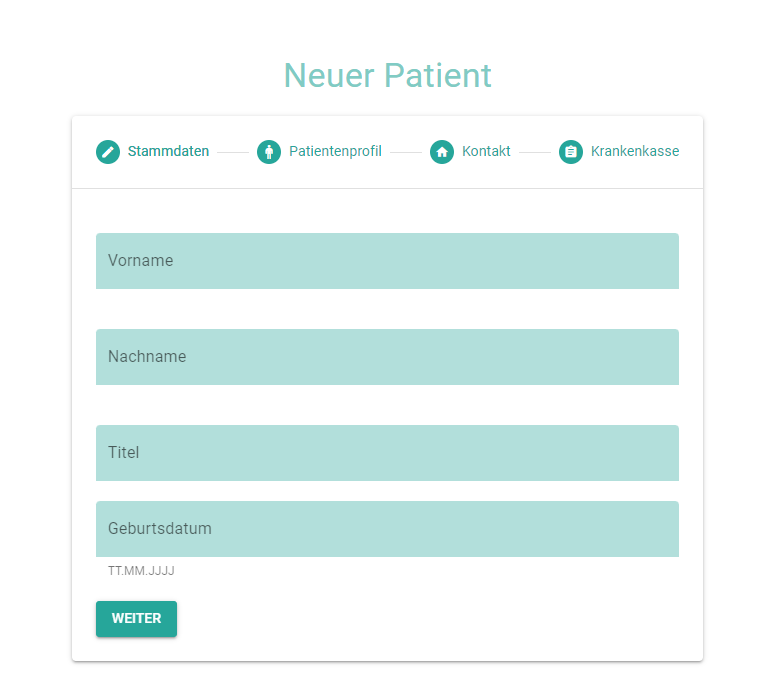 Neuer Patient
Stammdaten Patientenprofil Kontakt Krankenkasse
Vorname
Nachname
Titel
Geburtsdatum
TT.MM.JJJJ
WEITER